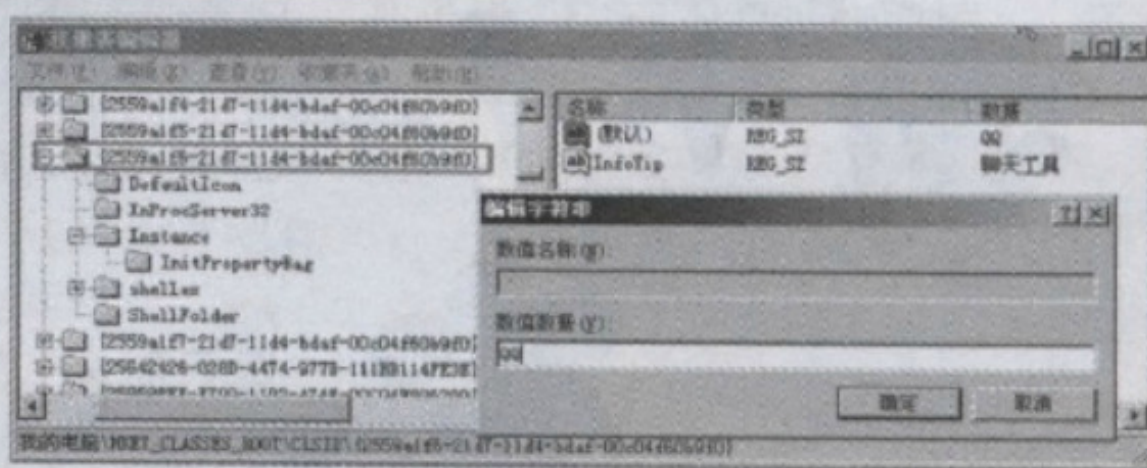 注册表编辑器
文件(F) 编辑(E) 查看(V) 收藏夹(A) 帮助(H)
{2559a1f4-21d7-11d4-bdaf-00c04f60b9f0}
{2559a1f5-21d7-11d4-bdaf-00c04f60b9f0}
{2559a1f6-21d7-11d4-bdaf-00c04f60b9f0}
DefaultIcon
InProcServer32
Instance
InitPropertyBag
shellex
ShellFolder
{2559a1f7-21d7-11d4-bdaf-00c04f60b9f0}
名称 类型 数据
(默认) REG_SZ QQ
InfoTip REG_SZ 聊天工具
编辑字符串
数值名称(N):
数值数据(V):
QQ
确定 取消
我的电脑\HKEY_CLASSES_ROOT\CLSID\{2559a1f6-21d7-11d4-bdaf-00c04f60b9f0}